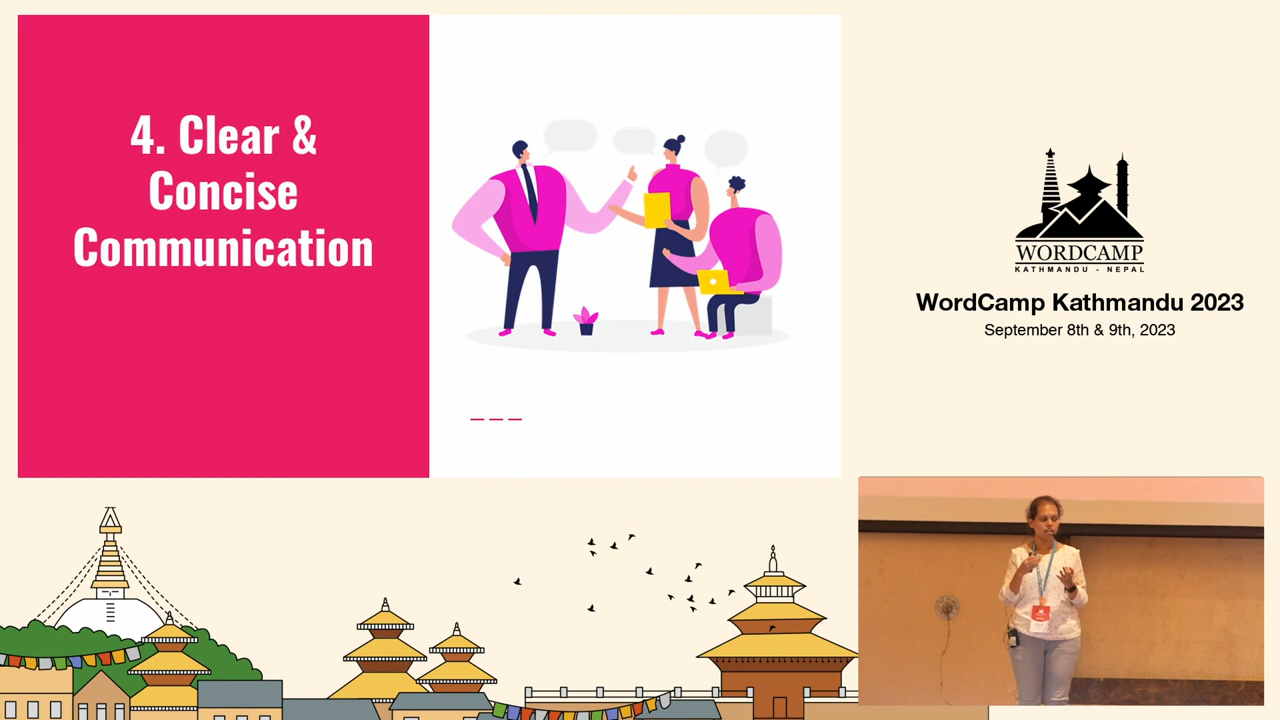 4. Clear &
Concise
Communication
WORDCAMP
KATHMANDU - NEPAL
WordCamp Kathmandu 2023
September 8th & 9th, 2023